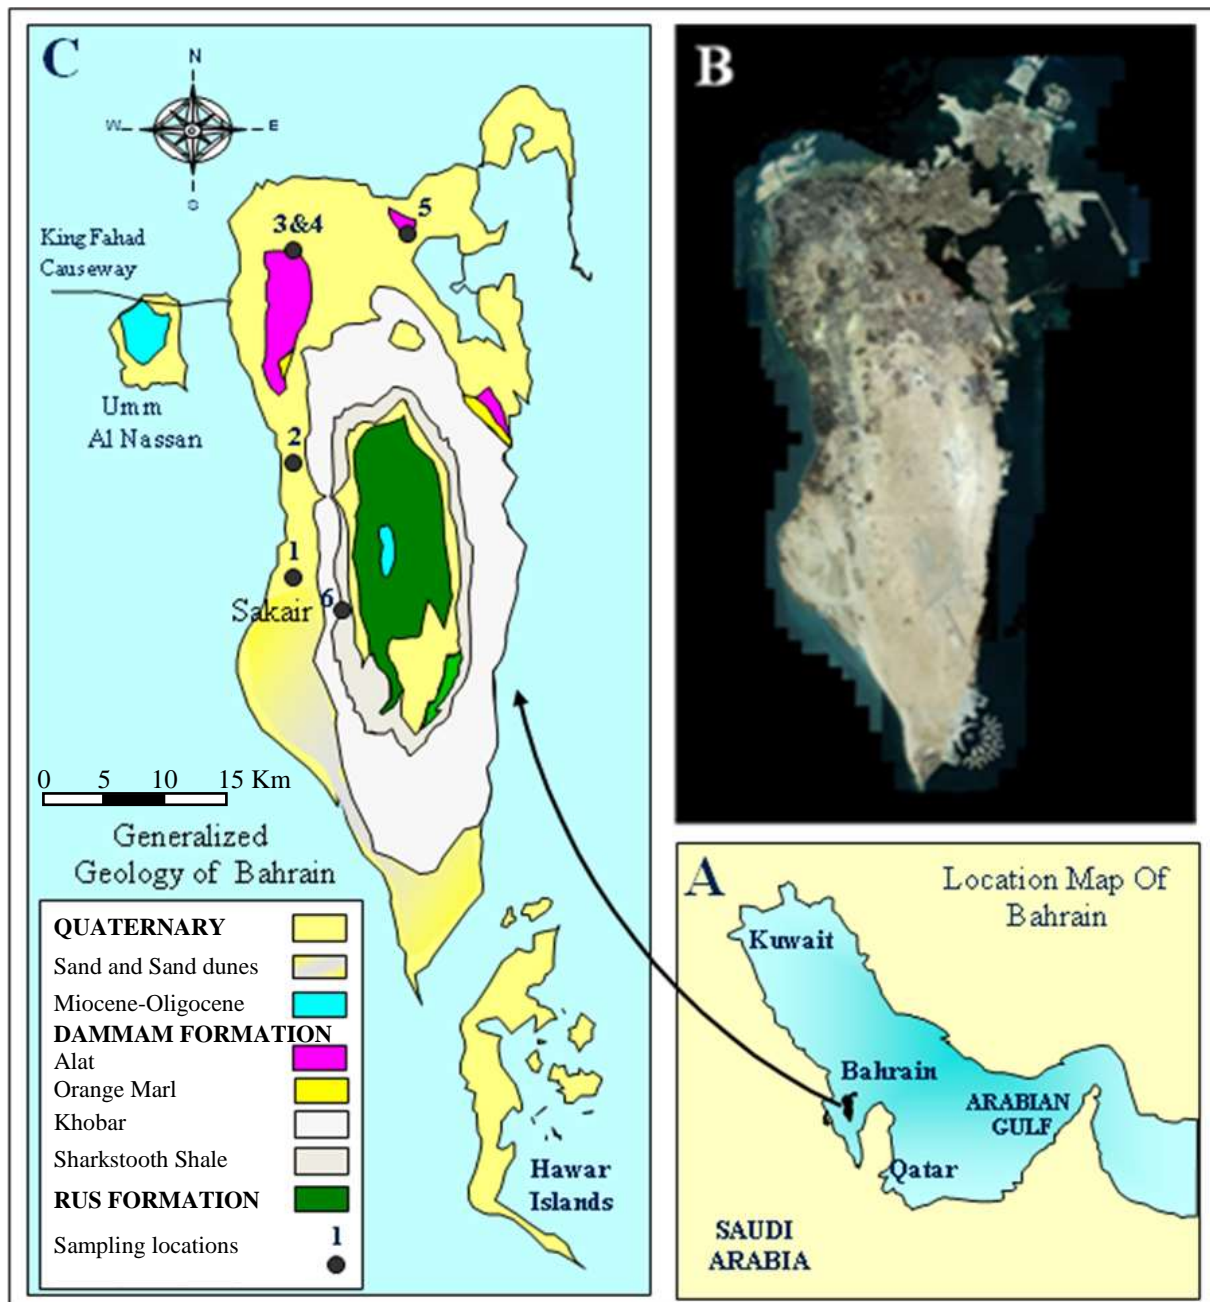 C
N
W
E
O
King Fahad
Causeway
3&4
5
Umm
Al Nassan
2
1
Sakair
6
0 5 10 15 Km
Generalized
Geology of Bahrain
QUATERNARY
Sand and Sand dunes
Miocene-Oligocene
DAMMAM FORMATION
Alat
Orange Marl
Khobar
Sharkstooth Shale
RUS FORMATION
Sampling locations
1
Hawar
Islands
B
A
Location Map Of
Bahrain
Kuwait
Bahrain
ARABIAN
GULF
Qatar
SAUDI
ARABIA